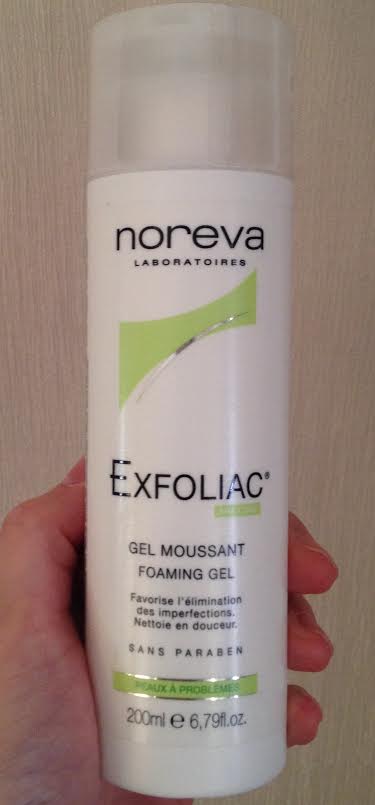 noreva
LABORATOIRES
EXFOLIAC®
GEL MOUSSANT
FOAMING GEL
Favorise l'élimination
des imperfections.
Nettoie en douceur.
SANS PARABEN
PEAUX À PROBLÈMES
200ml e 6,79fl.oz.